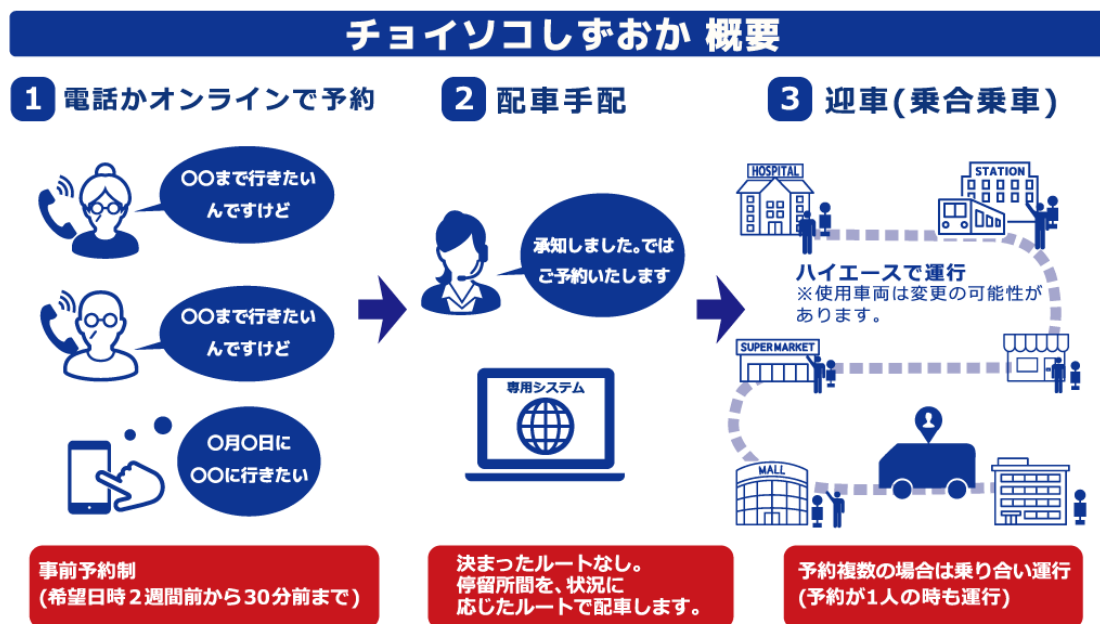 チョイソコしずおか 概要
1 電話かオンラインで予約
〇〇まで行きたい
んですけど
〇〇まで行きたい
んですけど
〇月〇日に
〇〇に行きたい
事前予約制
(希望日時２週間前から30分前まで)
2 配車手配
承知しました。では
ご予約いたします
専用システム
決まったルートなし。
停留所間を、状況に
応じたルートで配車します。
3 迎車(乗合乗車)
HOSPITAL
STATION
ハイエースで運行
※使用車両は変更の可能性が
あります。
SUPERMARKET
MALL
予約複数の場合は乗り合い運行
(予約が1人の時も運行)